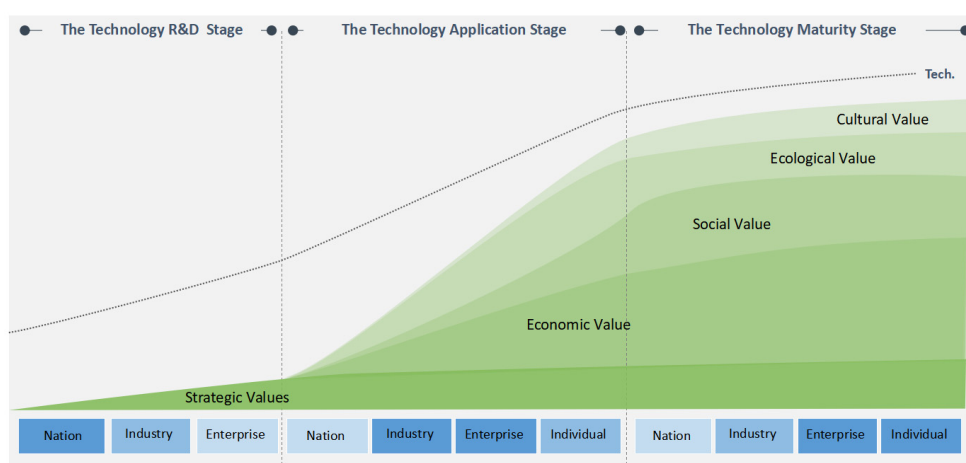 The Technology R&D Stage
The Technology Application Stage
The Technology Maturity Stage
Tech.
Cultural Value
Ecological Value
Social Value
Economic Value
Strategic Values
Nation
Industry
Enterprise
Nation
Industry
Enterprise
Individual
Nation
Industry
Enterprise
Individual